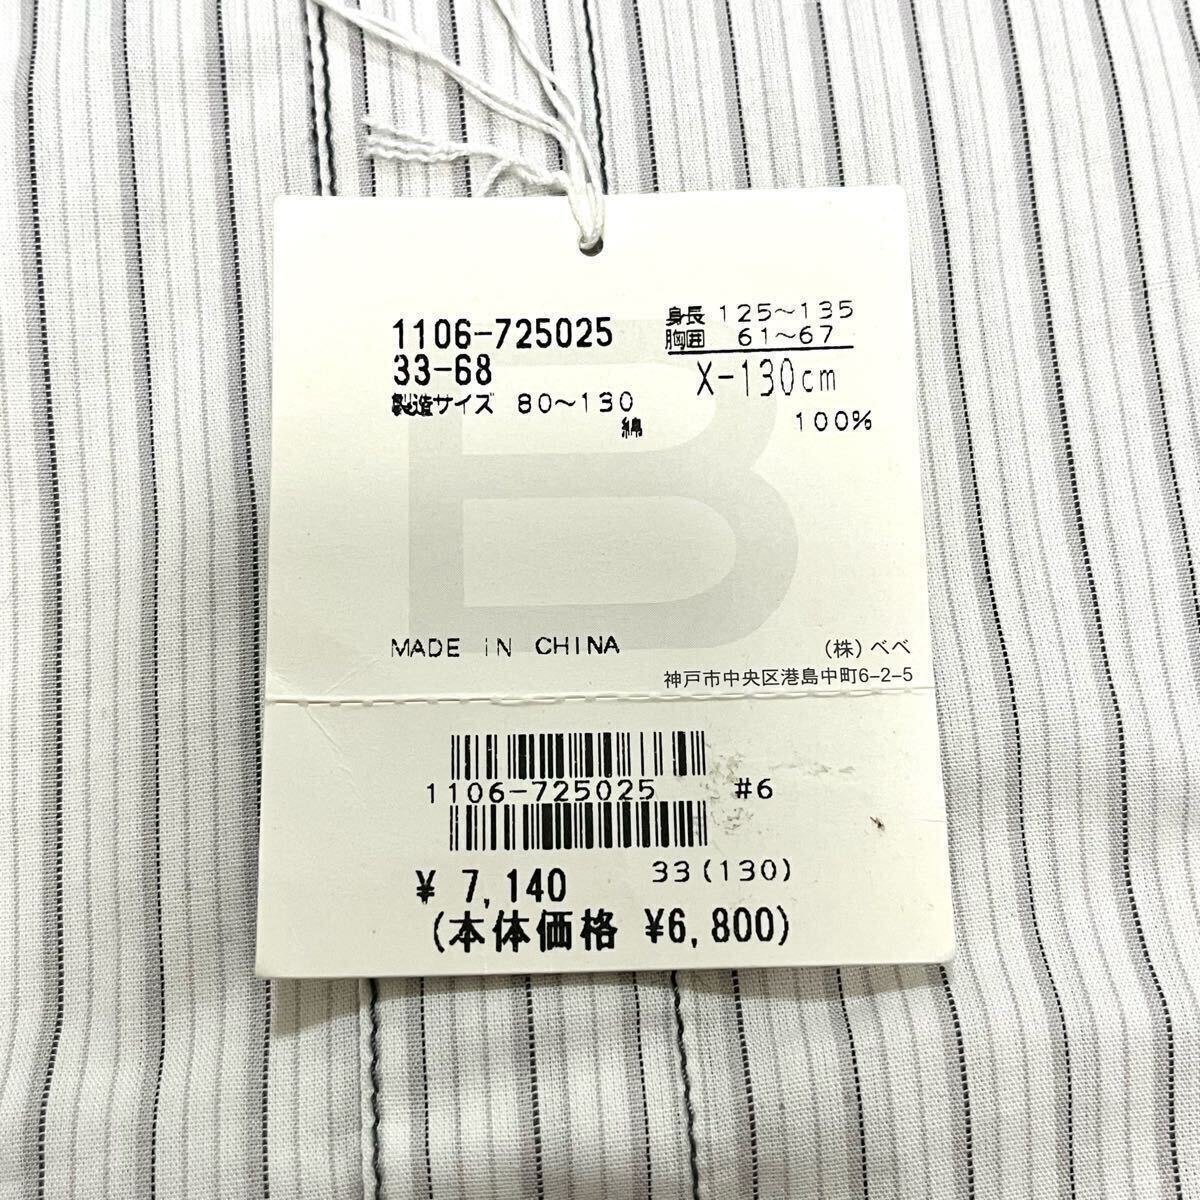 1106-725025
33-68
製造サイズ 80～130
身長 125～135
胸囲 61～67
X-130cm
綿 100%
B
MADE IN CHINA
(株)べべ
神戸市中央区港島中町6-2-5
1106-725025 #6
33(130)
¥ 7,140
(本体価格 ¥6,800)